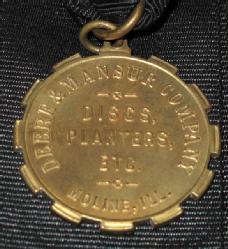 DEERE & MANSUR COMPANY
DISCS,
PLANTERS,
ETC.
MOLINE, ILL.